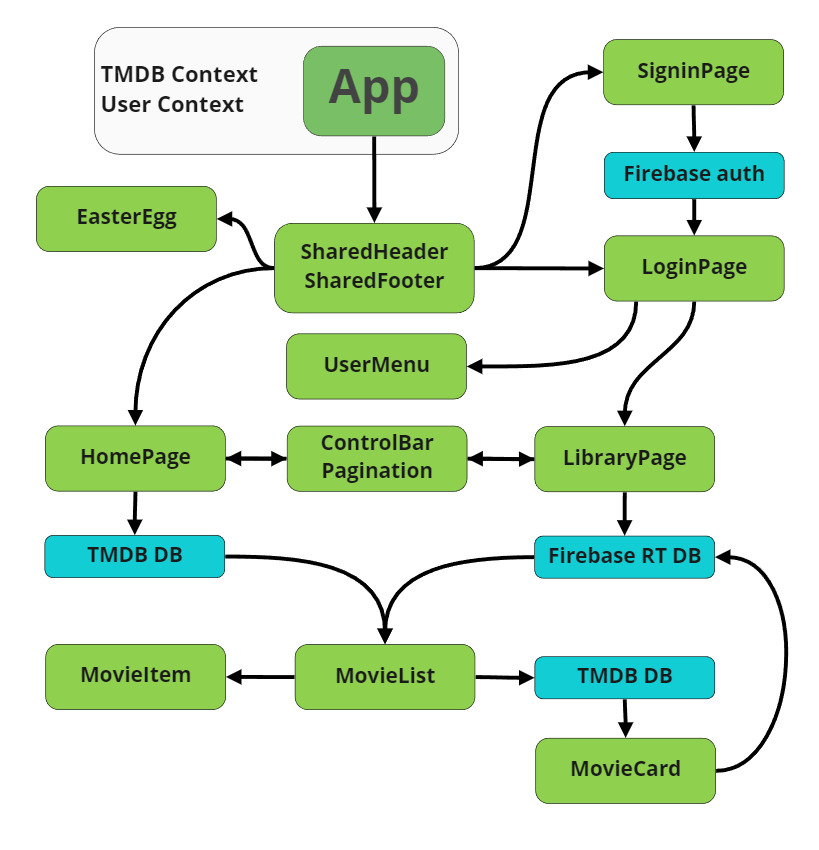 TMDB Context
User Context
App
SigninPage
Firebase auth
EasterEgg
SharedHeader
SharedFooter
LoginPage
UserMenu
HomePage
ControlBar
Pagination
LibraryPage
TMDB DB
Firebase RT DB
MovieItem
MovieList
TMDB DB
MovieCard